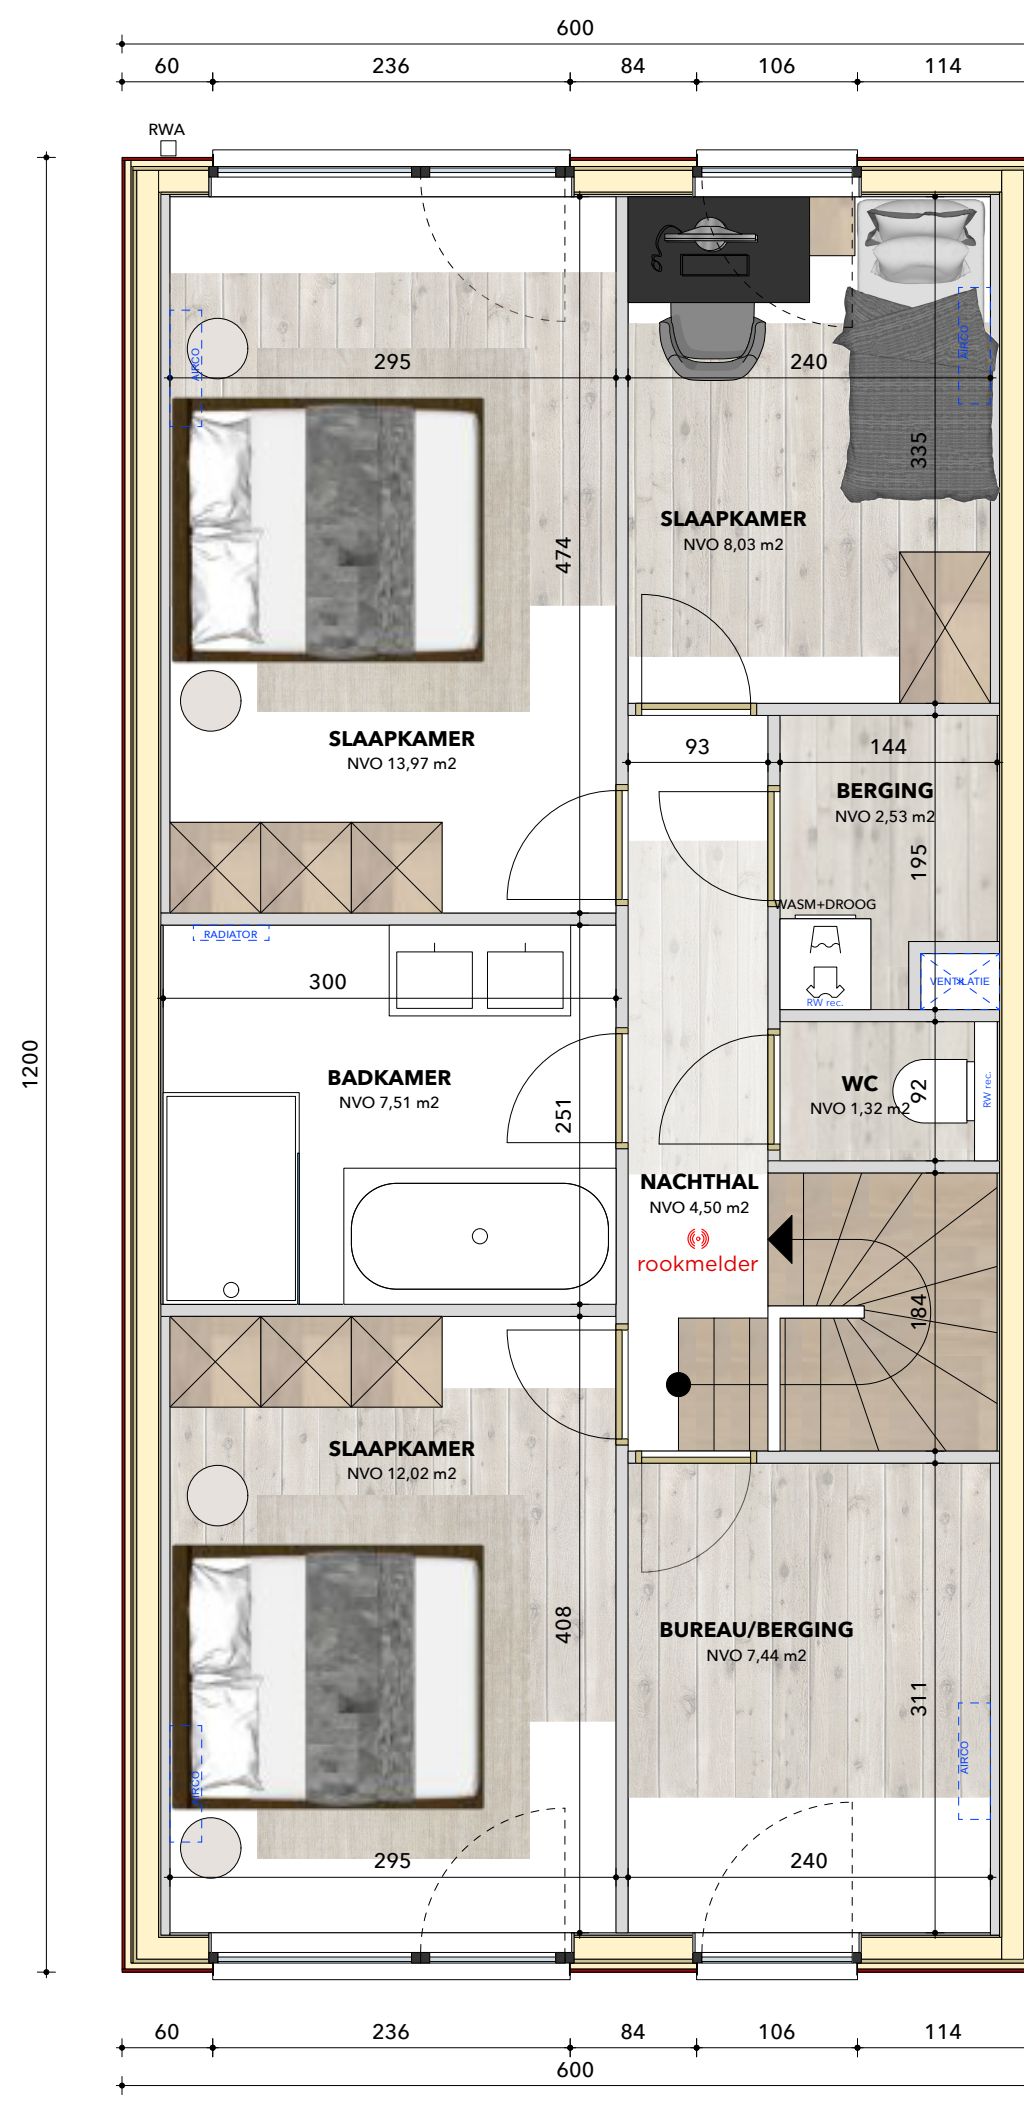 600
60 236 84 106 114
RWA
AIRCO
AIRCO
295 240
335
SLAAPKAMER
NVO 8,03 m2
474
SLAAPKAMER
NVO 13,97 m2
93 144
BERGING
NVO 2,53 m2
195
WASM+DROOG
RADIATOR
VENTILATIE
RW rec.
300
1200
BADKAMER
NVO 7,51 m2
251
WC
NVO 1,32 m2
92
RW rec.
NACHTHAL
NVO 4,50 m2
rookmelder
184
SLAAPKAMER
NVO 12,02 m2
408
BUREAU/BERGING
NVO 7,44 m2
311
AIRCO
AIRCO
295 240
60 236 84 106 114
600